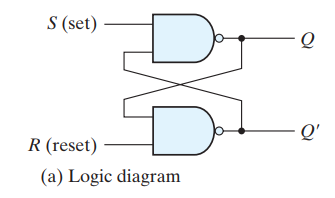 S (set)
Q
R (reset)
Q'
(a) Logic diagram